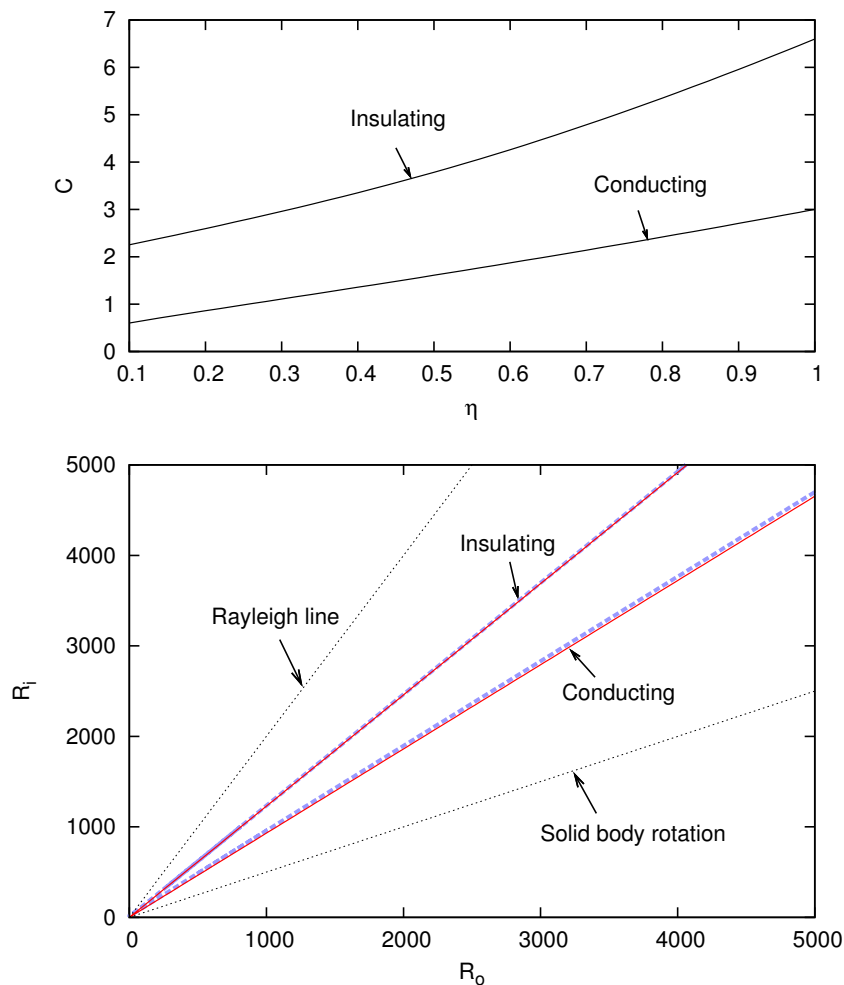 7
6
5
4
3
2
1
0
C
Insulating
Conducting
0.1 0.2 0.3 0.4 0.5 0.6 0.7 0.8 0.9 1
η
5000
4000
3000
2000
1000
0
R_i
Insulating
Rayleigh line
Conducting
Solid body rotation
0 1000 2000 3000 4000 5000
R_o